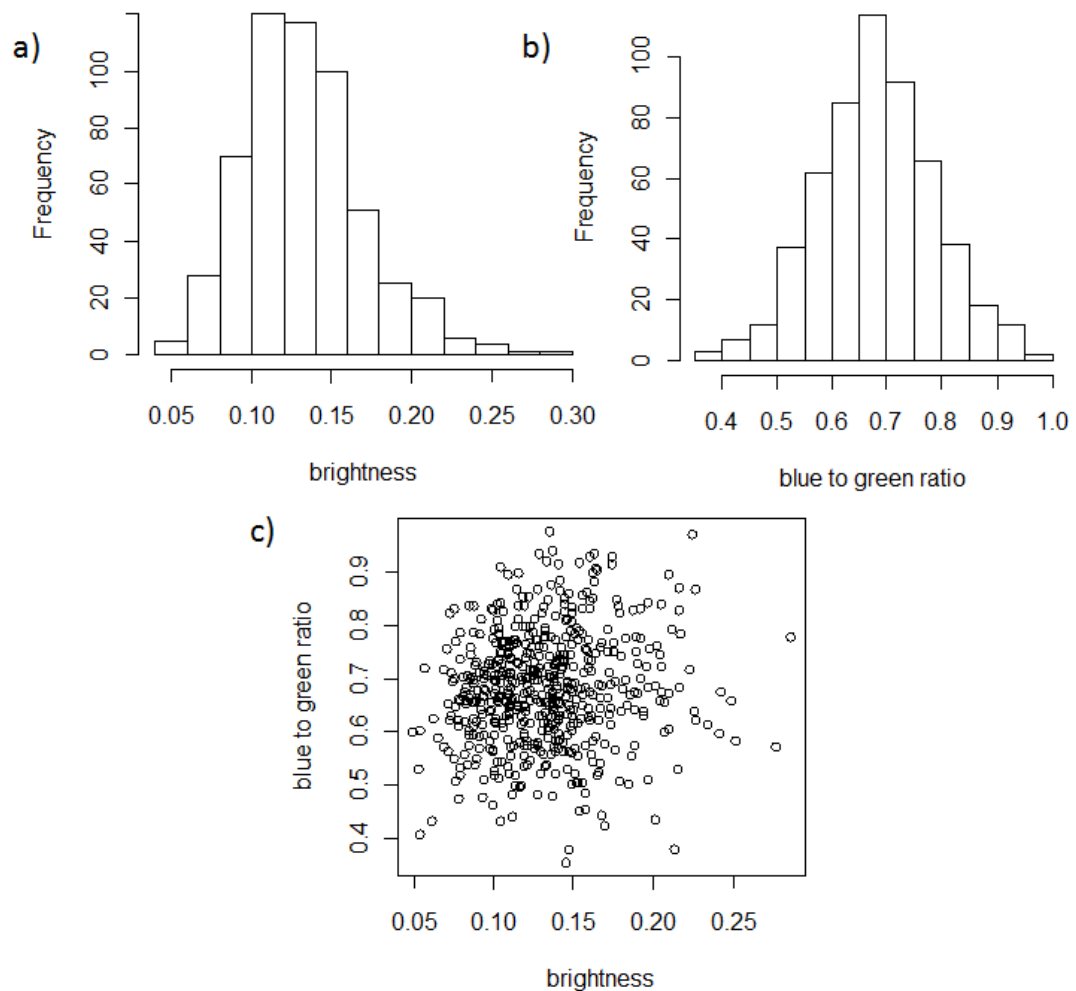 a)
Frequency
0 20 40 60 80 100
0.05 0.10 0.15 0.20 0.25 0.30
brightness
b)
Frequency
0 20 40 60 80 100
0.4 0.5 0.6 0.7 0.8 0.9 1.0
blue to green ratio
c)
blue to green ratio
0.4 0.5 0.6 0.7 0.8 0.9
0.05 0.10 0.15 0.20 0.25
brightness